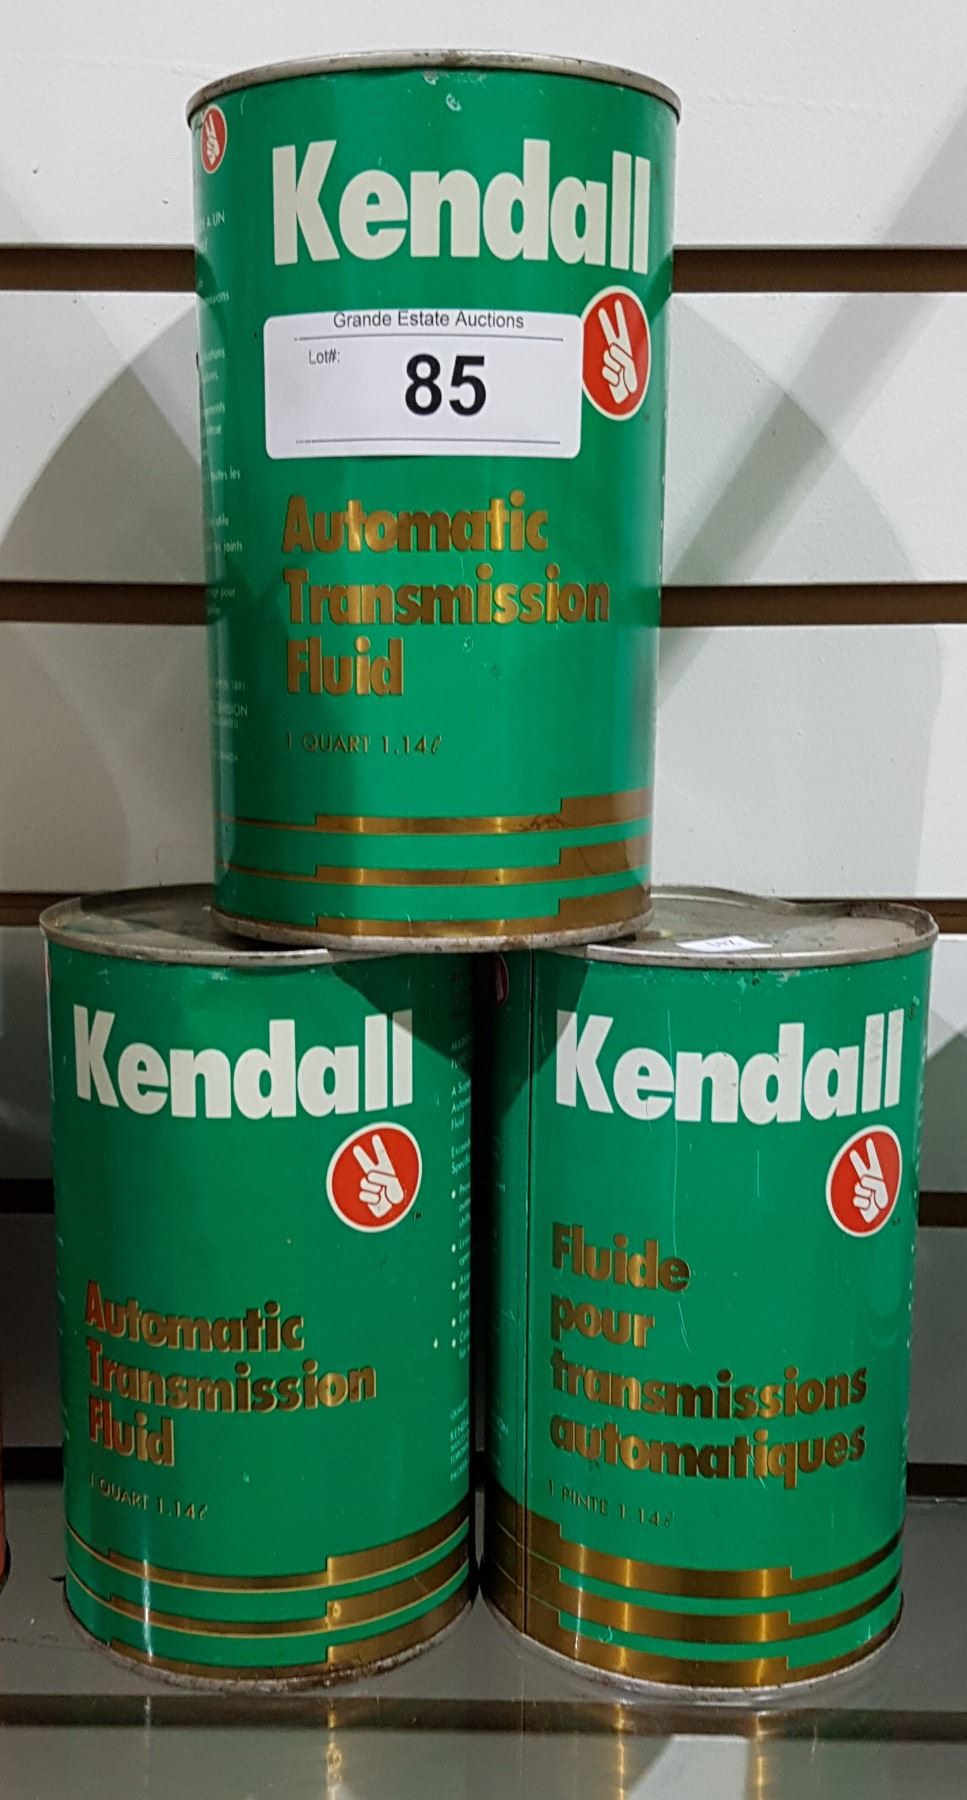 Kendall
Grande Estate Auctions
Lot#:
85
Automatic
Transmission
Fluid
1 QUART 1.14ℓ
Kendall
Automatic
Transmission
Fluid
1 QUART 1.14ℓ
Kendall
Fluide
pour
transmissions
automatiques
1 PINTE 1.14ℓ